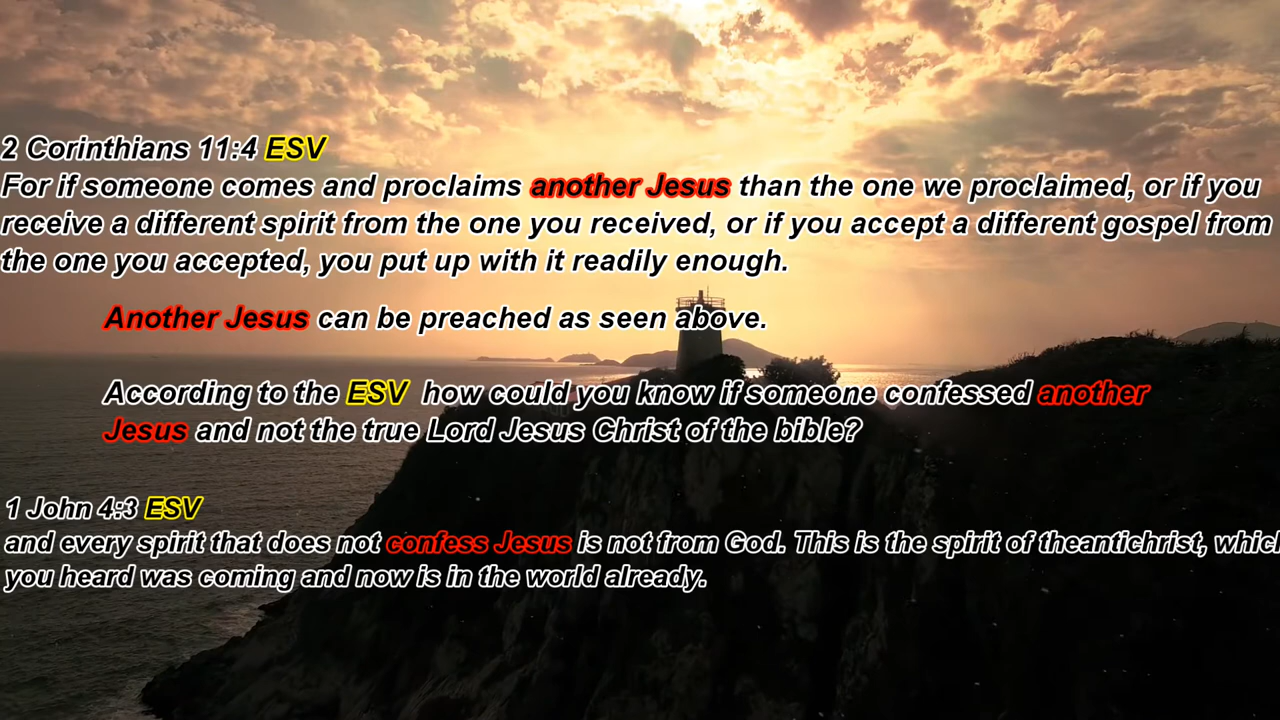 2 Corinthians 11:4 ESV
For if someone comes and proclaims another Jesus than the one we proclaimed, or if you
receive a different spirit from the one you received, or if you accept a different gospel from
the one you accepted, you put up with it readily enough.
Another Jesus can be preached as seen above.
According to the ESV how could you know if someone confessed another
Jesus and not the true Lord Jesus Christ of the bible?
1 John 4:3 ESV
and every spirit that does not confess Jesus is not from God. This is the spirit of theantichrist, which
you heard was coming and now is in the world already.